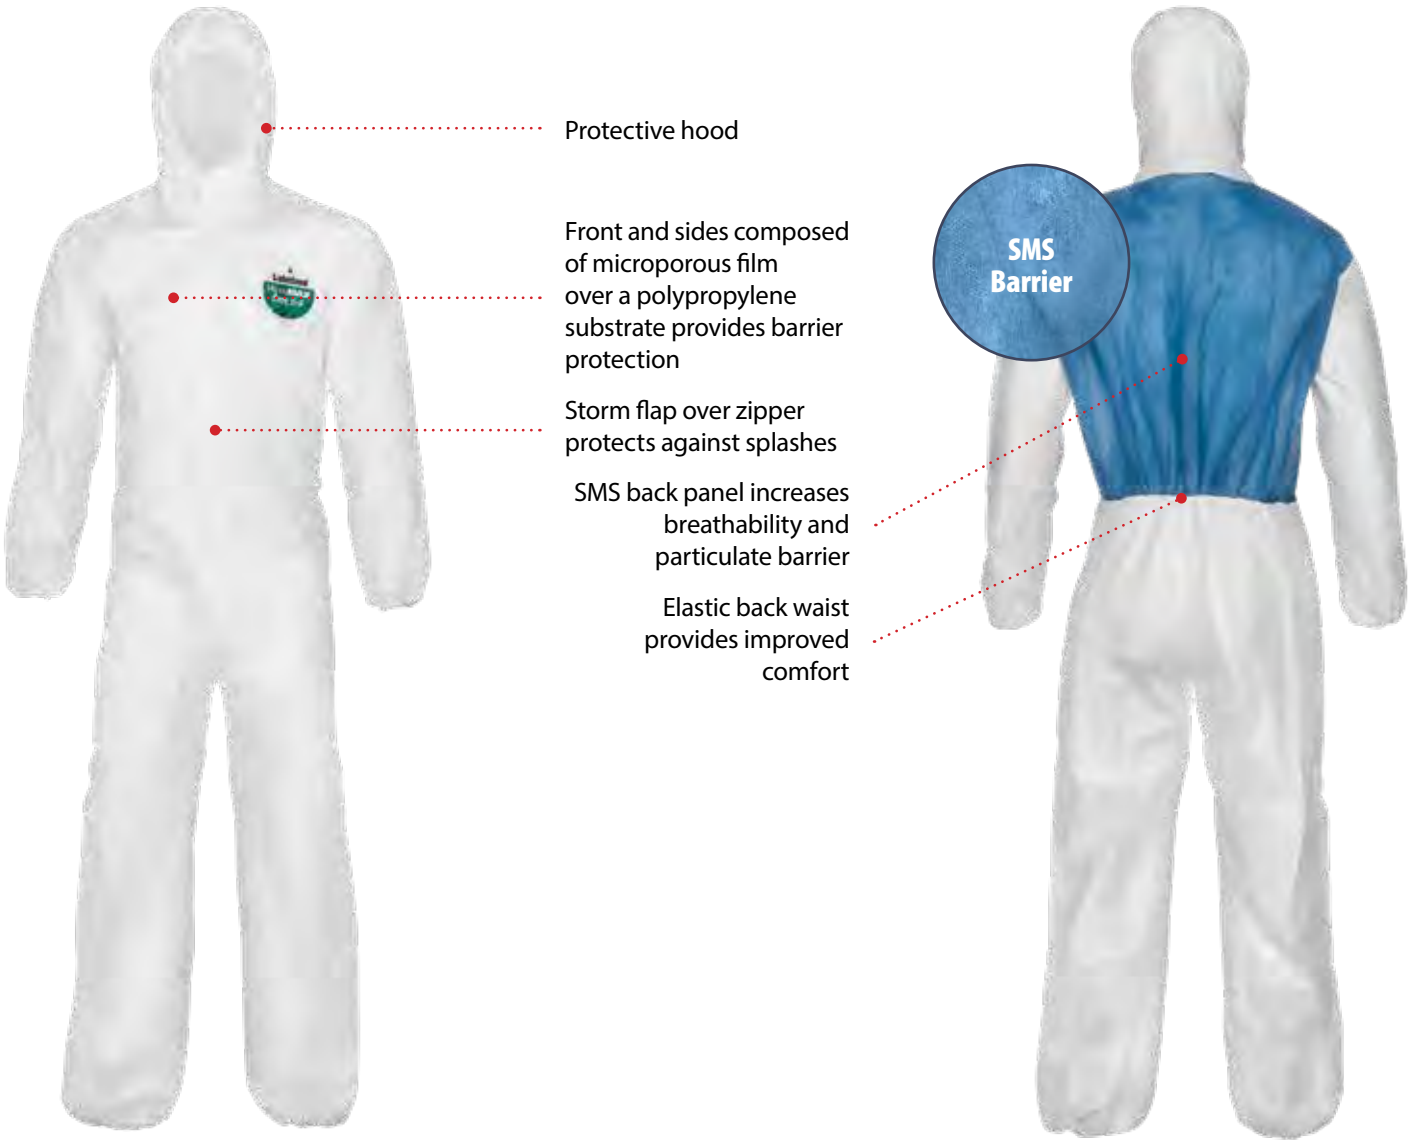 Protective hood
Front and sides composed
of microporous film
over a polypropylene
substrate provides barrier
protection
Storm flap over zipper
protects against splashes
SMS back panel increases
breathability and
particulate barrier
Elastic back waist
provides improved
comfort
SMS
Barrier
Lakeland